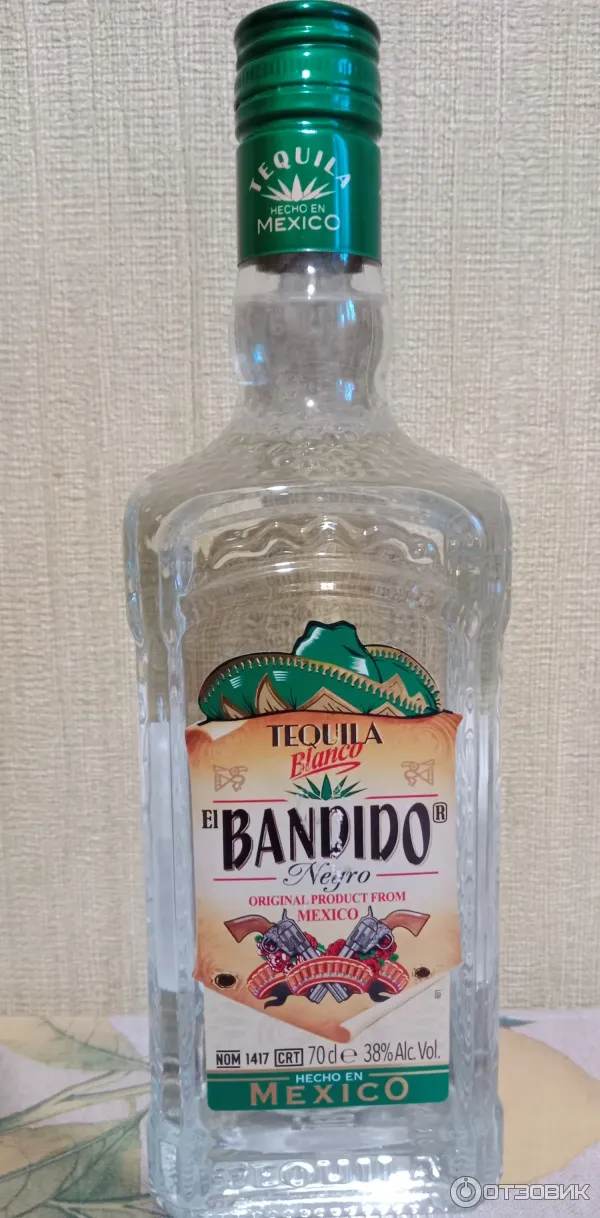 TEQUILA
HECHO EN
MEXICO
TEQUILA
Blanco
El BANDIDO ®
Negro
ORIGINAL PRODUCT FROM
MEXICO
NOM 1417 CRT 70 cl e 38% Alc. Vol.
HECHO EN
MEXICO
TEQUILA
ОТЗОВИК